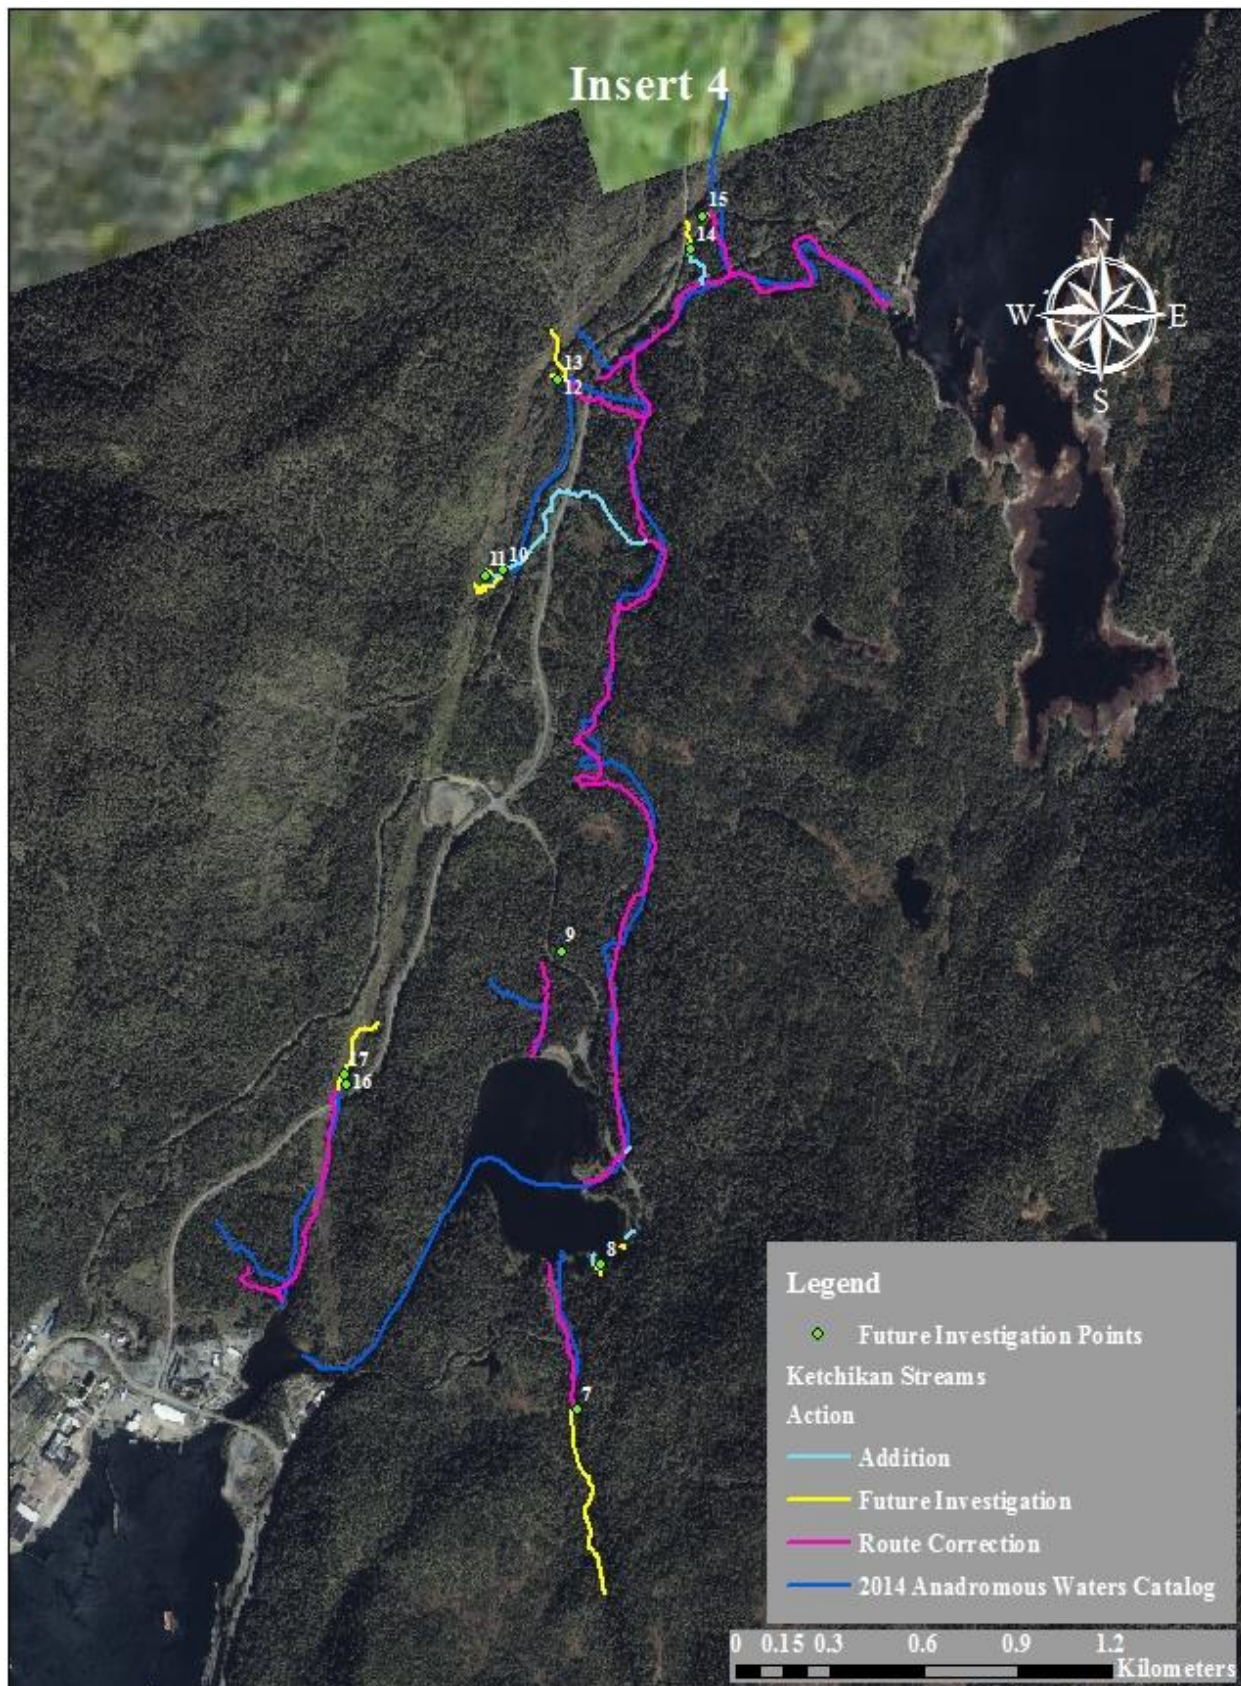 Insert 4
15
14
N
W E
S
13
12
11 10
9
17
16
8
7
Legend
Future Investigation Points
Ketchikan Streams
Action
Addition
Future Investigation
Route Correction
2014 Anadromous Waters Catalog
0 0.15 0.3 0.6 0.9 1.2
Kilometers